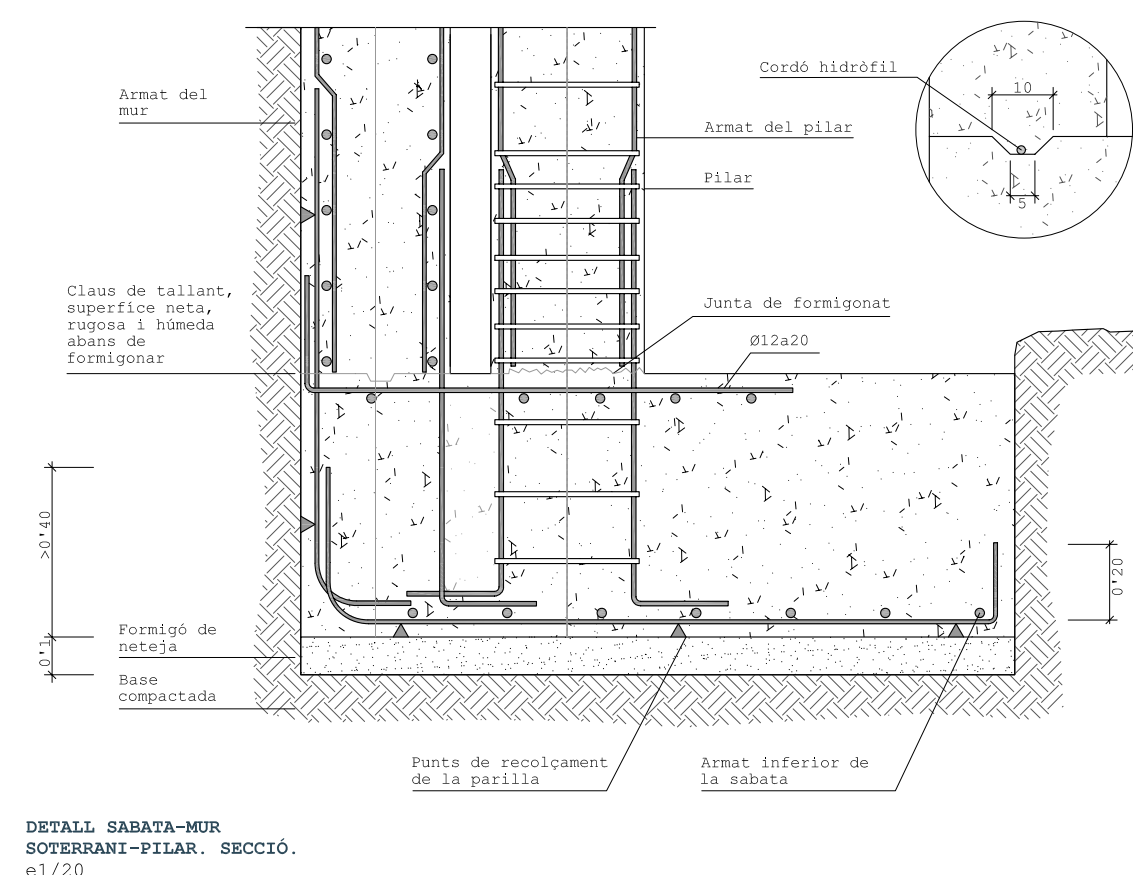 Cordó hidròfil
10
5
Armat del
mur
Armat del pilar
Pilar
Claus de tallant,
superfíce neta,
rugosa i húmeda
abans de
formigonar
Junta de formigonat
Ø12a20
>0'40
0'20
0'1
Formigó de
neteja
Base
compactada
Punts de recolçament
de la parilla
Armat inferior de
la sabata
DETALL SABATA-MUR
SOTERRANI-PILAR. SECCIÓ.
e1/20